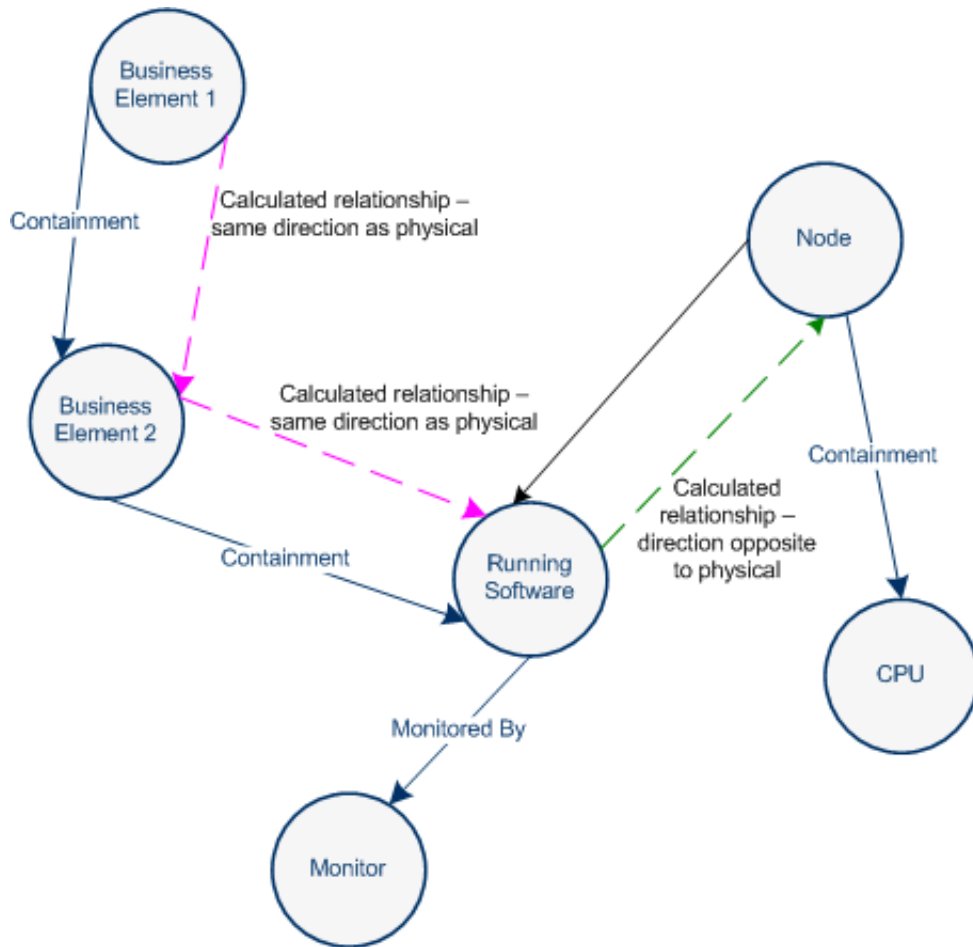 Business
Element 1
Calculated relationship –
same direction as physical
Containment
Node
Business
Element 2
Calculated relationship –
same direction as physical
Containment
Calculated
relationship –
direction opposite
to physical
Containment
Running
Software
CPU
Monitored By
Monitor